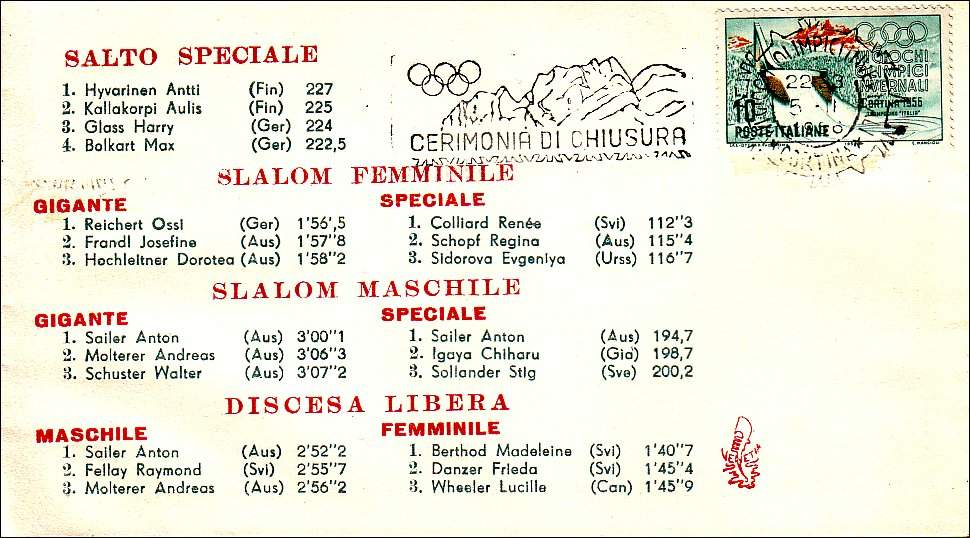 SALTO SPECIALE
1. Hyvarinen Antti (Fin) 227
2. Kallakorpi Aulis (Fin) 225
3. Glass Harry (Ger) 224
4. Bolkart Max (Ger) 222,5
CERIMONIA DI CHIUSURA
GIOCHI
OLIMPICI
INVERNALI
CORTINA 1956
L. 10
POSTE ITALIANE
SLALOM FEMMINILE
GIGANTE
1. Reichert Ossi (Ger) 1'56',5
2. Frandl Josefine (Aus) 1'57"8
3. Hochleitner Dorotea (Aus) 1'58"2
SPECIALE
1. Colliard Renée (Svi) 112"3
2. Schopf Regina (Aus) 115"4
3. Sidorova Evgeniya (Urss) 116"7
SLALOM MASCHILE
GIGANTE
1. Sailer Anton (Aus) 3'00"1
2. Molterer Andreas (Aus) 3'06"3
3. Schuster Walter (Aus) 3'07"2
SPECIALE
1. Sailer Anton (Aus) 194,7
2. Igaya Chiharu (Gia) 198,7
3. Sollander Stig (Sve) 200,2
DISCESA LIBERA
MASCHILE
1. Sailer Anton (Aus) 2'52"2
2. Fellay Raymond (Svi) 2'55"7
3. Molterer Andreas (Aus) 2'56"2
FEMMINILE
1. Berthod Madeleine (Svi) 1'40"7
2. Danzer Frieda (Svi) 1'45"4
3. Wheeler Lucille (Can) 1'45"9